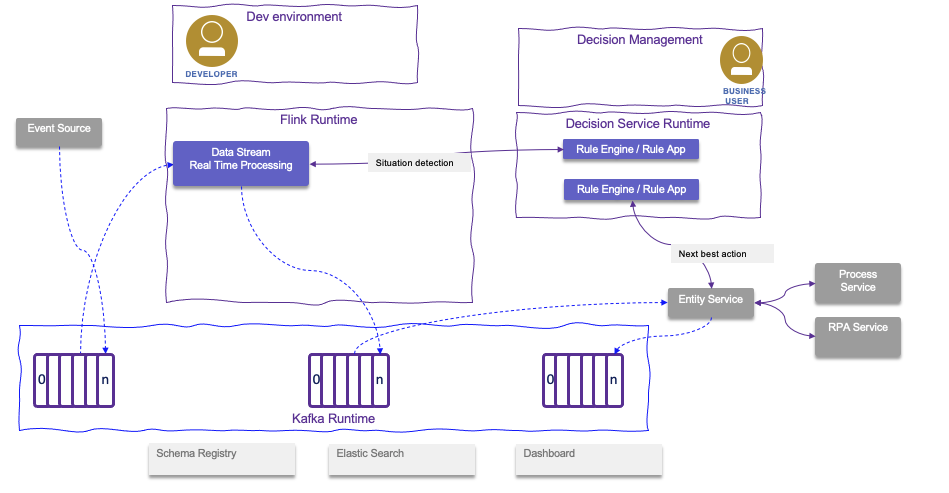 Dev environment
DEVELOPER
Decision Management
BUSINESS
USER
Event Source
Flink Runtime
Data Stream
Real Time Processing
Situation detection
Decision Service Runtime
Rule Engine / Rule App
Rule Engine / Rule App
Next best action
Entity Service
Process
Service
RPA Service
0
n
0
n
0
n
Kafka Runtime
Schema Registry
Elastic Search
Dashboard